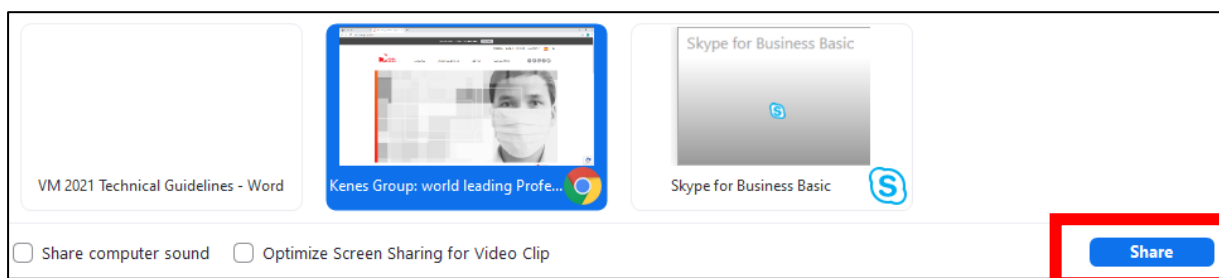 Skype for Business Basic
VM 2021 Technical Guidelines - Word
Kenes Group: world leading Profe...
Skype for Business Basic
Share computer sound
Optimize Screen Sharing for Video Clip
Share